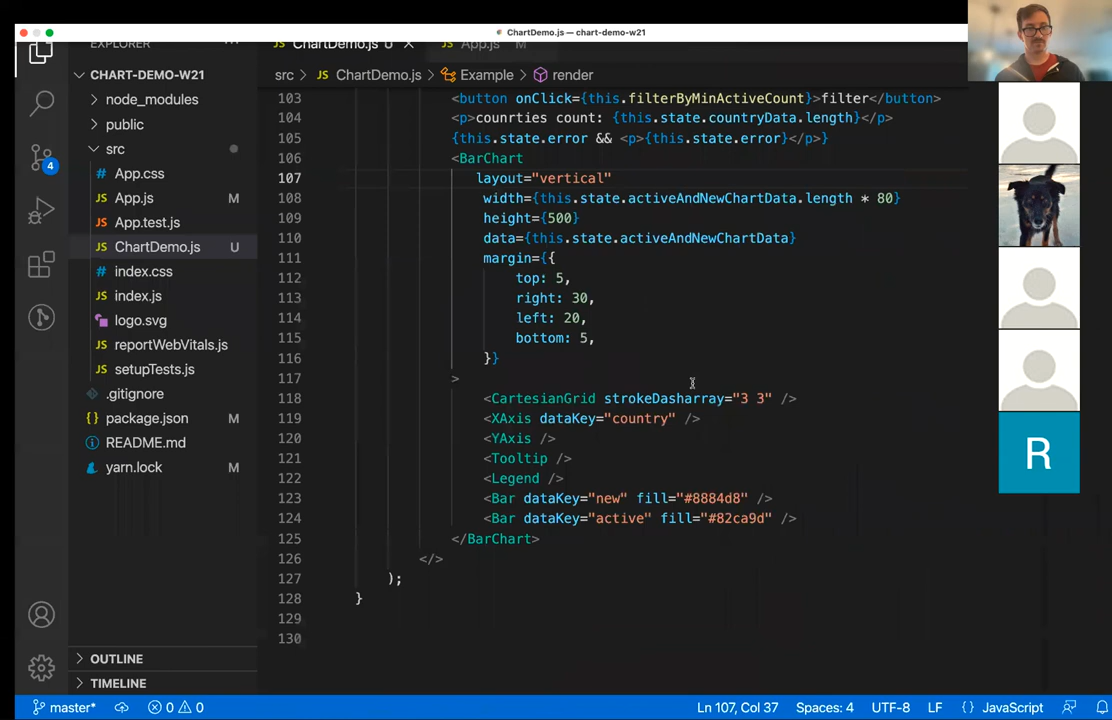 ChartDemo.js — chart-demo-w21
EXPLORER
ChartDemo.js U
App.js M
src > JS ChartDemo.js > Example > render
CHART-DEMO-W21
node_modules
public
src
# App.css
JS App.js M
JS App.test.js
JS ChartDemo.js U
# index.css
JS index.js
logo.svg
JS reportWebVitals.js
JS setupTests.js
.gitignore
{} package.json M
README.md
yarn.lock M
OUTLINE
TIMELINE
4
103 <button onClick={this.filterByMinActiveCount}>filter</button>
104 <p>counrties count: {this.state.countryData.length}</p>
105 {this.state.error && <p>{this.state.error}</p>}
106 <BarChart
107 layout="vertical"
108 width={this.state.activeAndNewChartData.length * 80}
109 height={500}
110 data={this.state.activeAndNewChartData}
111 margin={{
112 top: 5,
113 right: 30,
114 left: 20,
115 bottom: 5,
116 }}
117 >
118 <CartesianGrid strokeDasharray="3 3" />
119 <XAxis dataKey="country" />
120 <YAxis />
121 <Tooltip />
122 <Legend />
123 <Bar dataKey="new" fill="#8884d8" />
124 <Bar dataKey="active" fill="#82ca9d" />
125 </BarChart>
126 </>
127 );
128 }
129
130
R
master* 0 0 Ln 107, Col 37 Spaces: 4 UTF-8 LF {} JavaScript